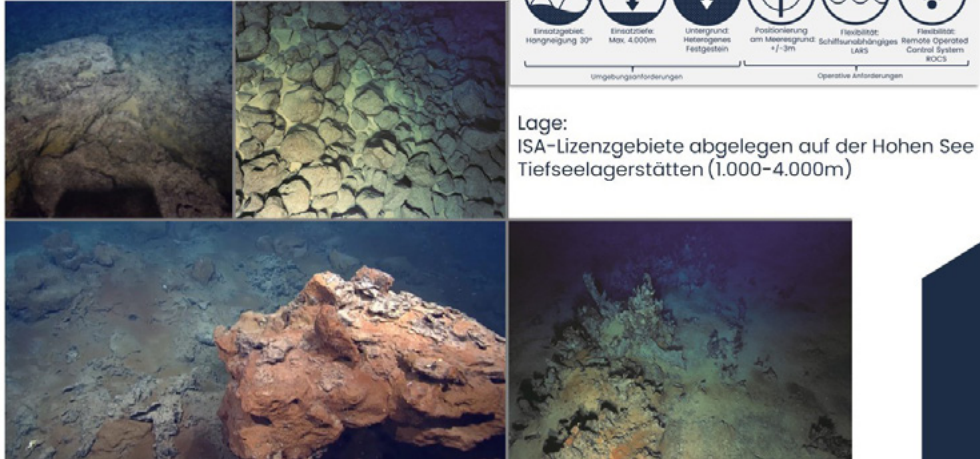 Einsatzgebiet:
Hangneigung 30°
Einsatztiefe:
Max. 4.000m
Untergrund:
Heterogenes
Festgestein
Positionierung
am Meeresgrund:
+/-3m
Flexibilität:
Schiffsunabhängiges
LARS
Flexibilität:
Remote Operated
Control System
ROCS
Umgebungsanforderungen
Operative Anforderungen
Lage:
ISA-Lizenzgebiete abgelegen auf der Hohen See
Tiefseelagerstätten (1.000-4.000m)